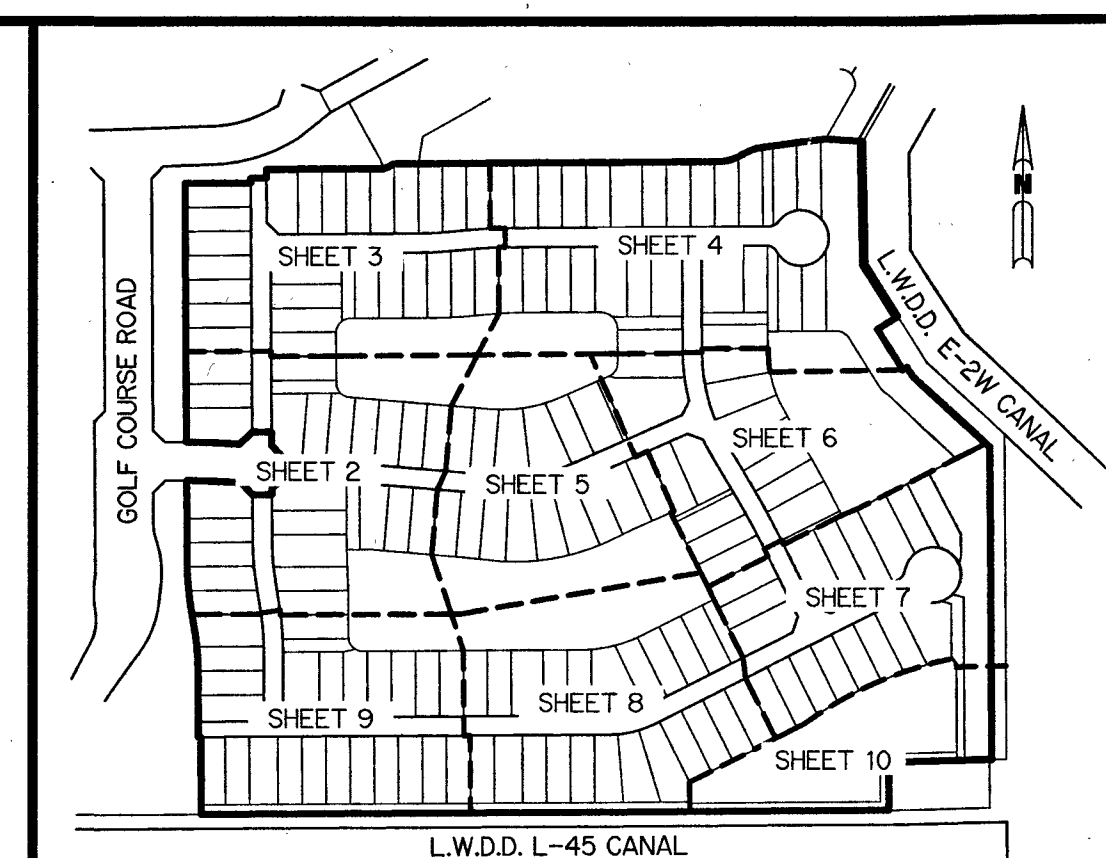 N
SHEET 3
SHEET 4
L.W.D.D. E-2W CANAL
GOLF COURSE ROAD
SHEET 6
SHEET 2
SHEET 5
SHEET 7
SHEET 8
SHEET 9
SHEET 10
L.W.D.D. L-45 CANAL